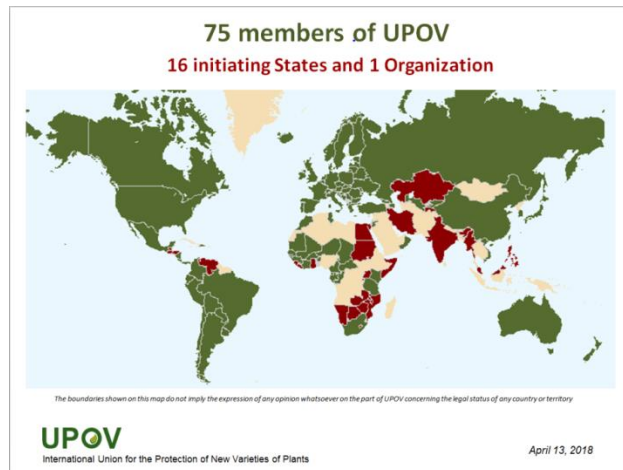 75 members of UPOV
16 initiating States and 1 Organization
The boundaries shown on this map do not imply the expression of any opinion whatsoever on the part of UPOV concerning the legal status of any country or territory
UPOV
International Union for the Protection of New Varieties of Plants
April 13, 2018